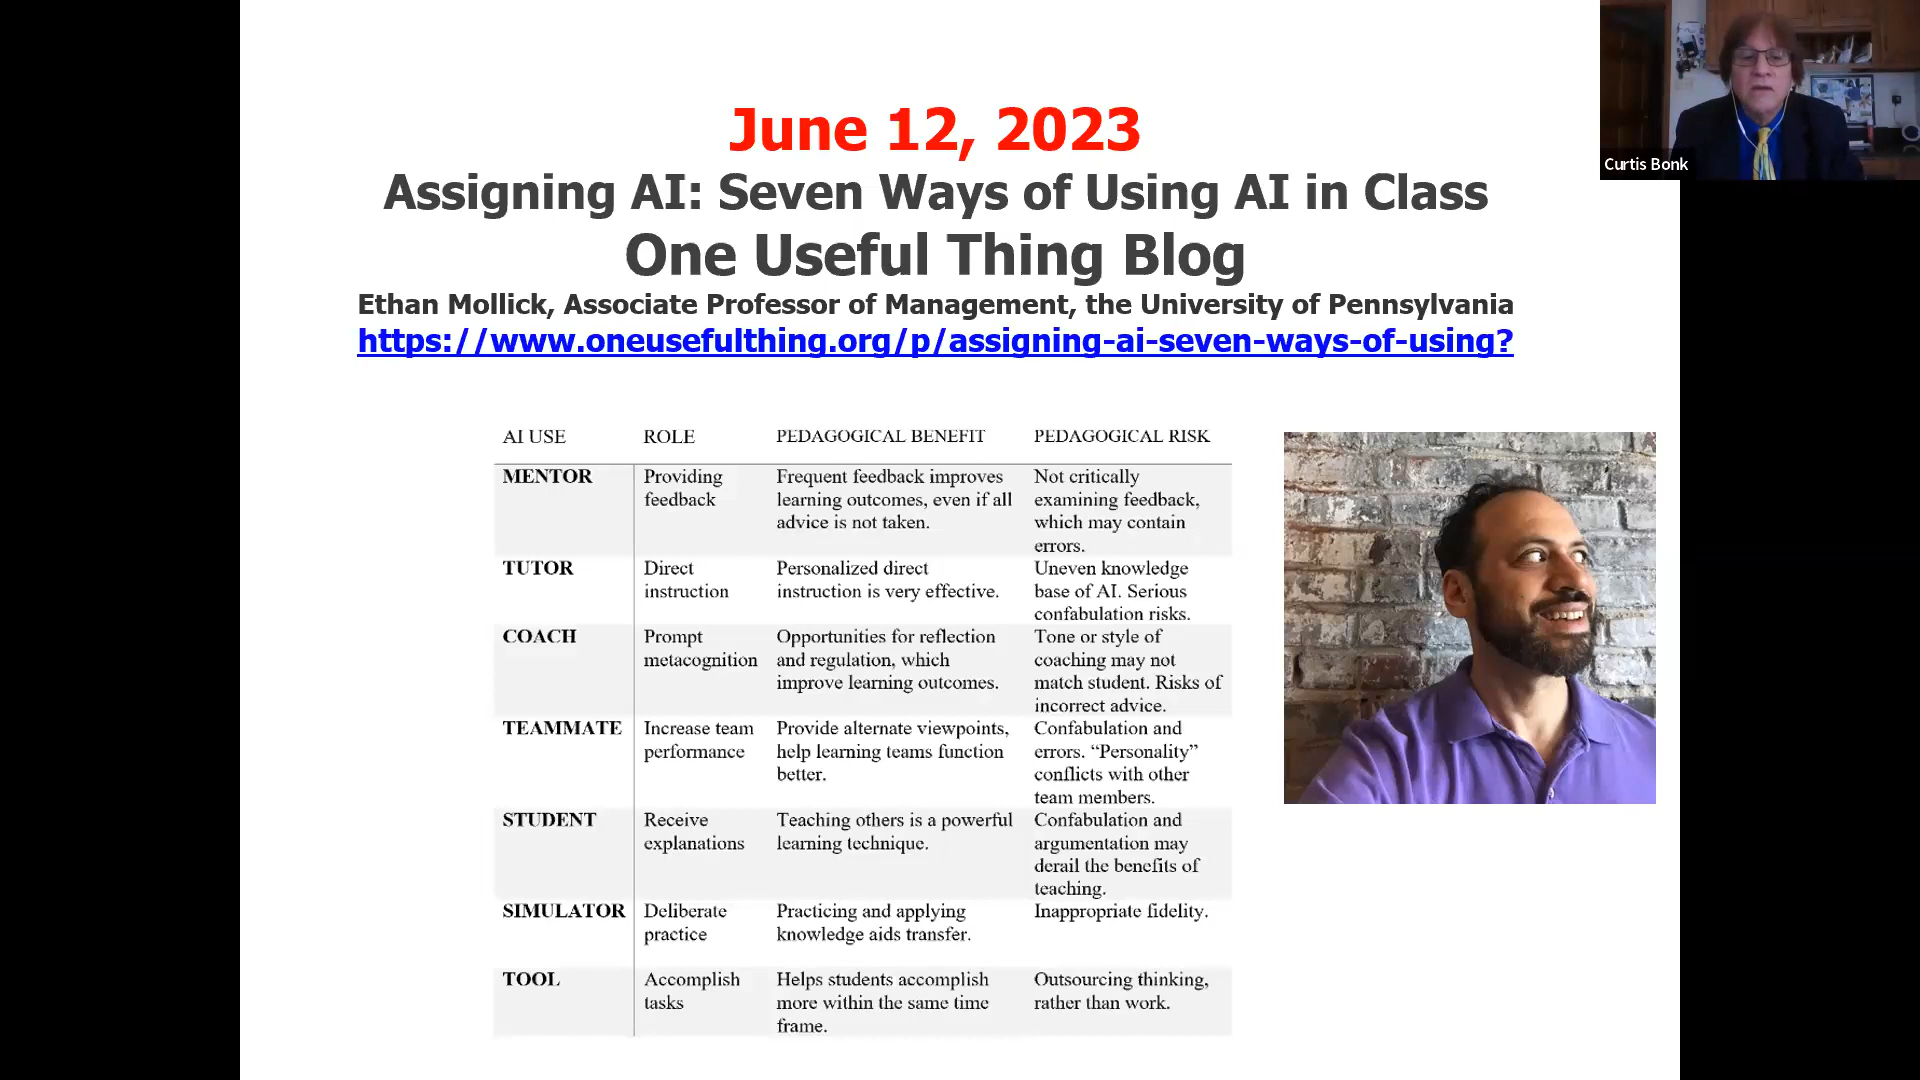 June 12, 2023
Assigning AI: Seven Ways of Using AI in Class
One Useful Thing Blog
Ethan Mollick, Associate Professor of Management, the University of Pennsylvania
https://www.oneusefulthing.org/p/assigning-ai-seven-ways-of-using?
Curtis Bonk
AI USE ROLE PEDAGOGICAL BENEFIT PEDAGOGICAL RISK
MENTOR Providing Frequent feedback improves Not critically
feedback learning outcomes, even if all examining feedback,
advice is not taken. which may contain
errors.
TUTOR Direct Personalized direct Uneven knowledge
instruction instruction is very effective. base of AI. Serious
confabulation risks.
COACH Prompt Opportunities for reflection Tone or style of
metacognition and regulation, which coaching may not
improve learning outcomes. match student. Risks of
incorrect advice.
TEAMMATE Increase team Provide alternate viewpoints, Confabulation and
performance help learning teams function errors. “Personality”
better. conflicts with other
team members.
STUDENT Receive Teaching others is a powerful Confabulation and
explanations learning technique. argumentation may
derail the benefits of
teaching.
SIMULATOR Deliberate Practicing and applying Inappropriate fidelity.
practice knowledge aids transfer.
TOOL Accomplish Helps students accomplish Outsourcing thinking,
tasks more within the same time rather than work.
frame.